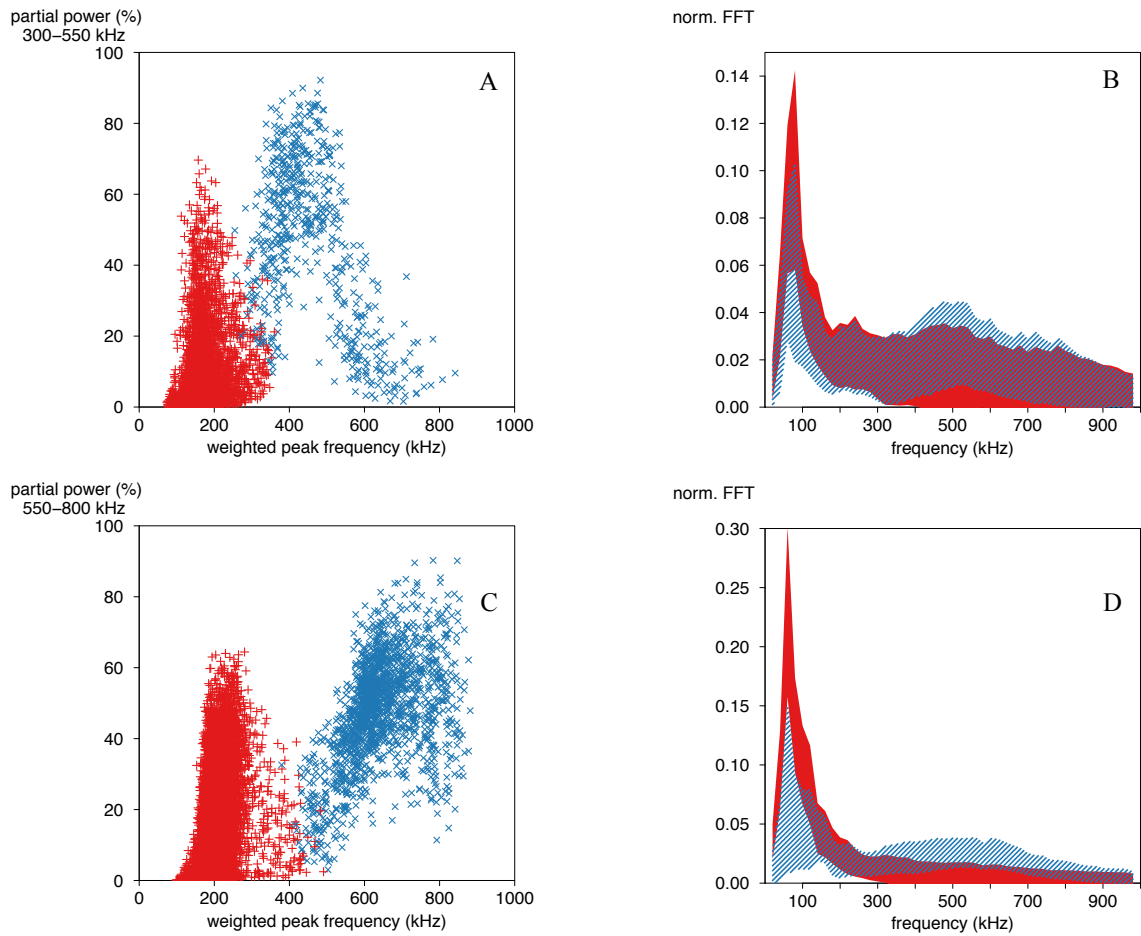 partial power (%)
300–550 kHz
100
80
60
40
20
0
A
0 200 400 600 800 1000
weighted peak frequency (kHz)
norm. FFT
0.14
0.12
0.10
0.08
0.06
0.04
0.02
0.00
B
100 300 500 700 900
frequency (kHz)
partial power (%)
550–800 kHz
100
80
60
40
20
0
C
0 200 400 600 800 1000
weighted peak frequency (kHz)
norm. FFT
0.30
0.25
0.20
0.15
0.10
0.05
0.00
D
100 300 500 700 900
frequency (kHz)